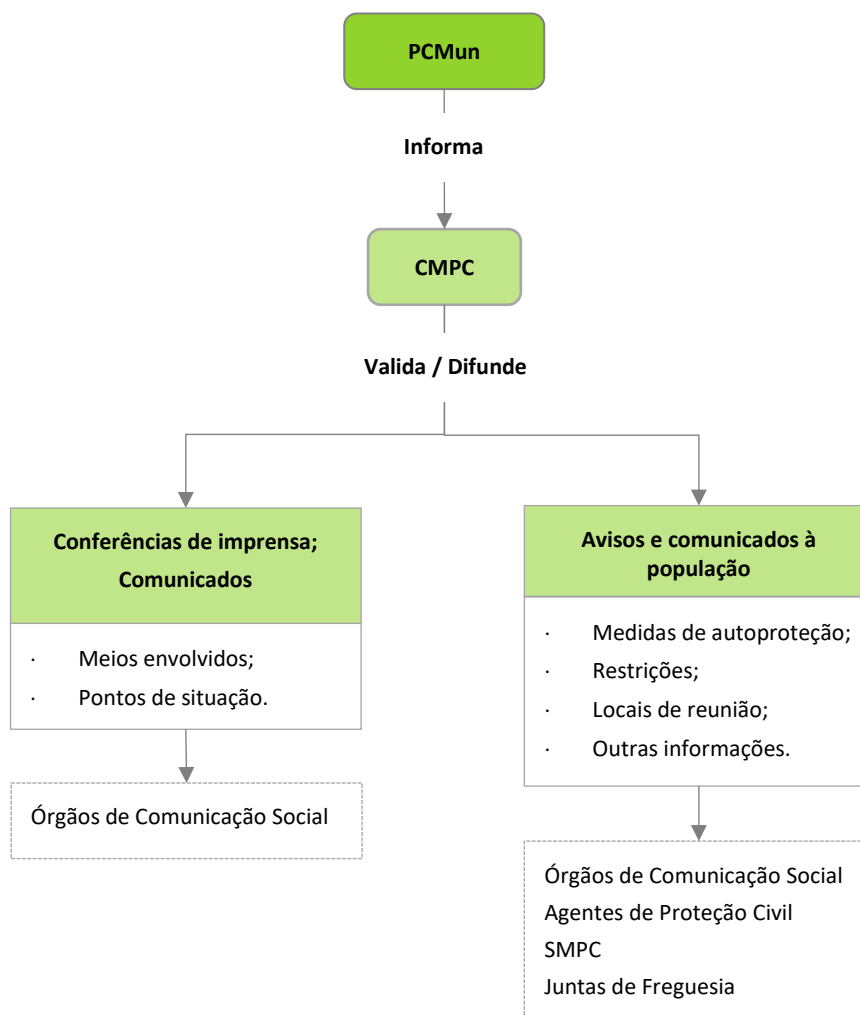 PCMun
Informa
CMPC
Valida / Difunde
Conferências de imprensa;
Comunicados
· Meios envolvidos;
· Pontos de situação.
Órgãos de Comunicação Social
Avisos e comunicados à
população
· Medidas de autoproteção;
· Restrições;
· Locais de reunião;
· Outras informações.
Órgãos de Comunicação Social
Agentes de Proteção Civil
SMPC
Juntas de Freguesia